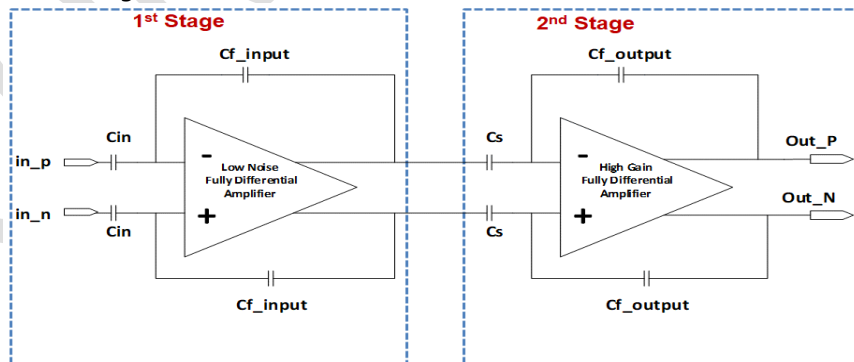 1st Stage
2nd Stage
Cf_input
Cf_output
Cin
Cs
in_p
-
Low Noise
Fully Differential
Amplifier
+
-
High Gain
Fully Differential
Amplifier
+
Out_P
in_n
Out_N
Cin
Cs
Cf_input
Cf_output